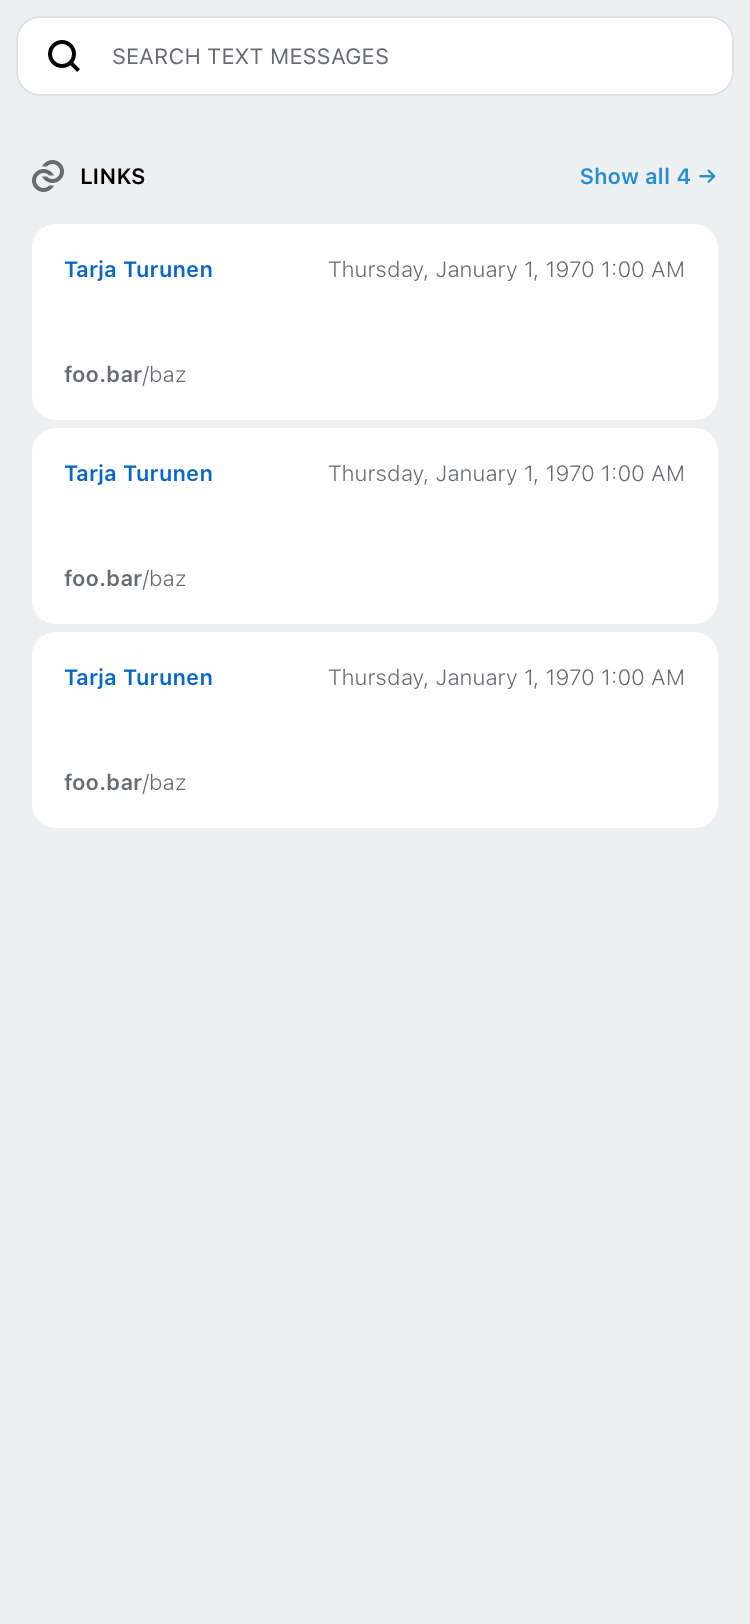 SEARCH TEXT MESSAGES
LINKS
Show all 4 →
Tarja Turunen
Thursday, January 1, 1970 1:00 AM
foo.bar/baz
Tarja Turunen
Thursday, January 1, 1970 1:00 AM
foo.bar/baz
Tarja Turunen
Thursday, January 1, 1970 1:00 AM
foo.bar/baz